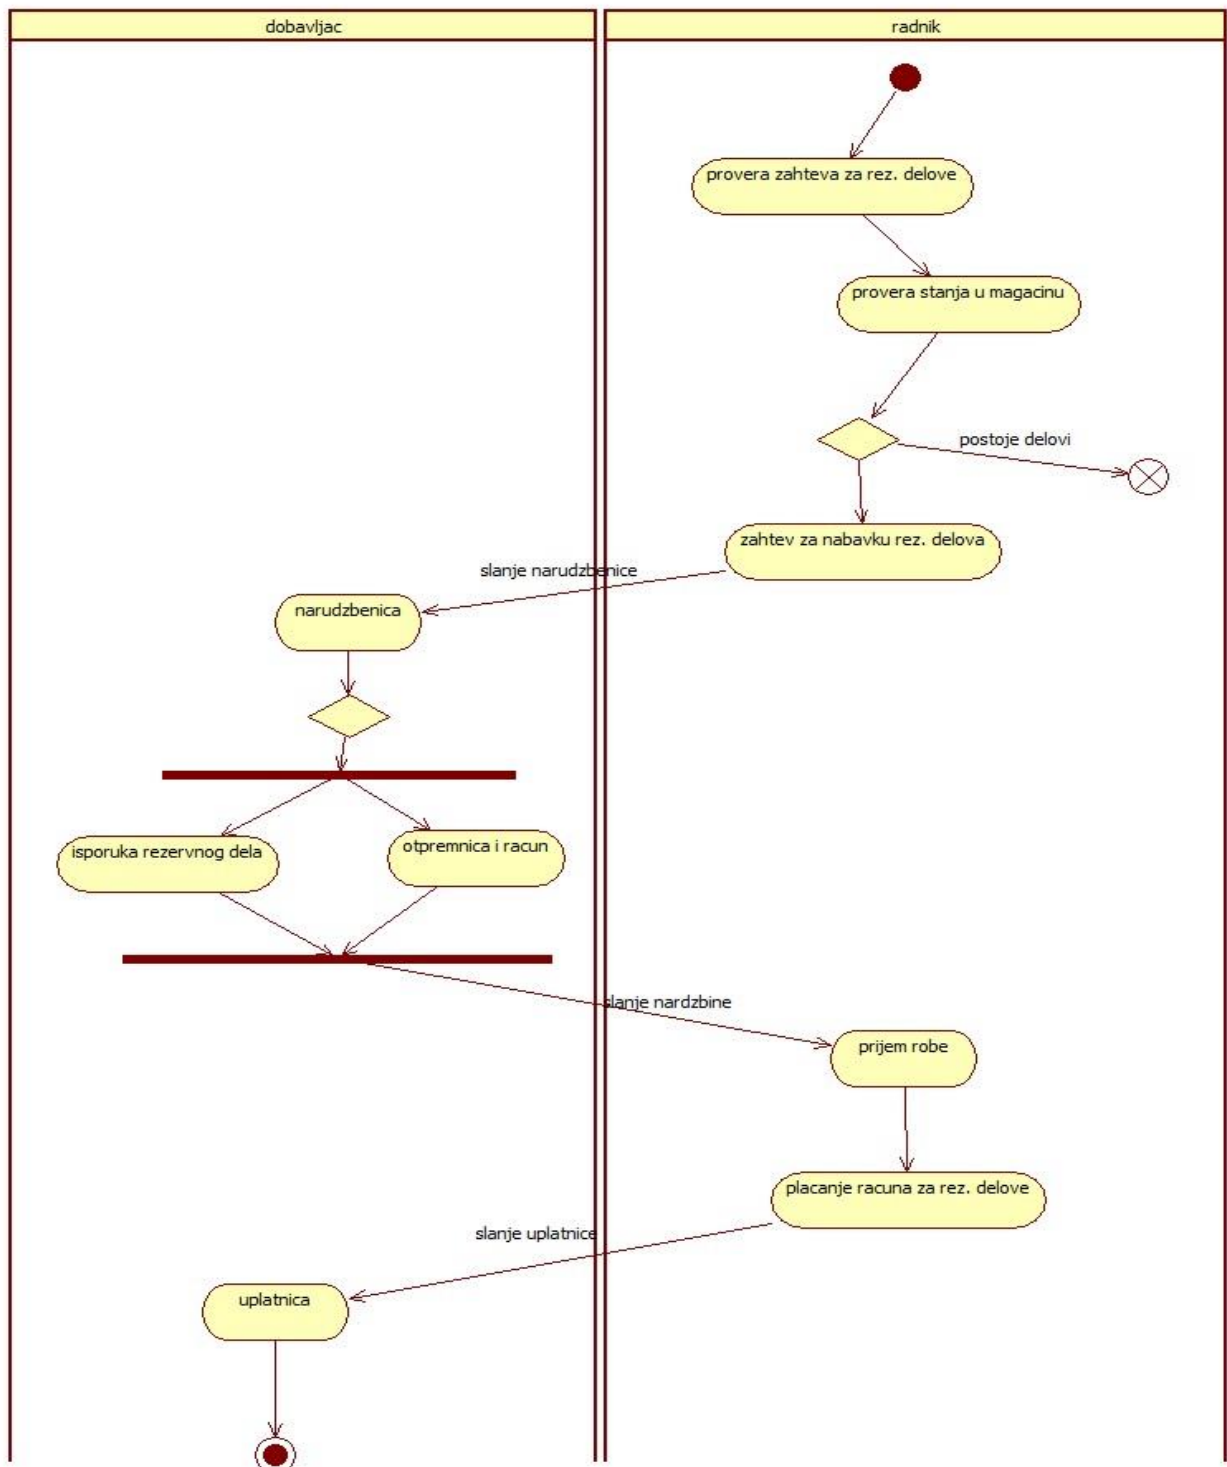 dobavljac
radnik
provera zahteva za rez. delove
provera stanja u magacinu
postoje delovi
zahtev za nabavku rez. delova
slanje narudzbenice
narudzbenica
isporuka rezervnog dela
otpremnica i racun
slanje nardzbine
prijem robe
placanje racuna za rez. delove
slanje uplatnice
uplatnica